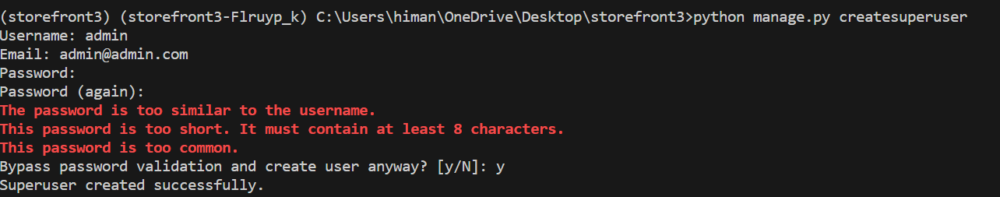 (storefront3) (storefront3-Flruyp_k) C:\Users\himan\OneDrive\Desktop\storefront3>python manage.py createsuperuser
Username: admin
Email: admin@admin.com
Password:
Password (again):
The password is too similar to the username.
This password is too short. It must contain at least 8 characters.
This password is too common.
Bypass password validation and create user anyway? [y/N]: y
Superuser created successfully.